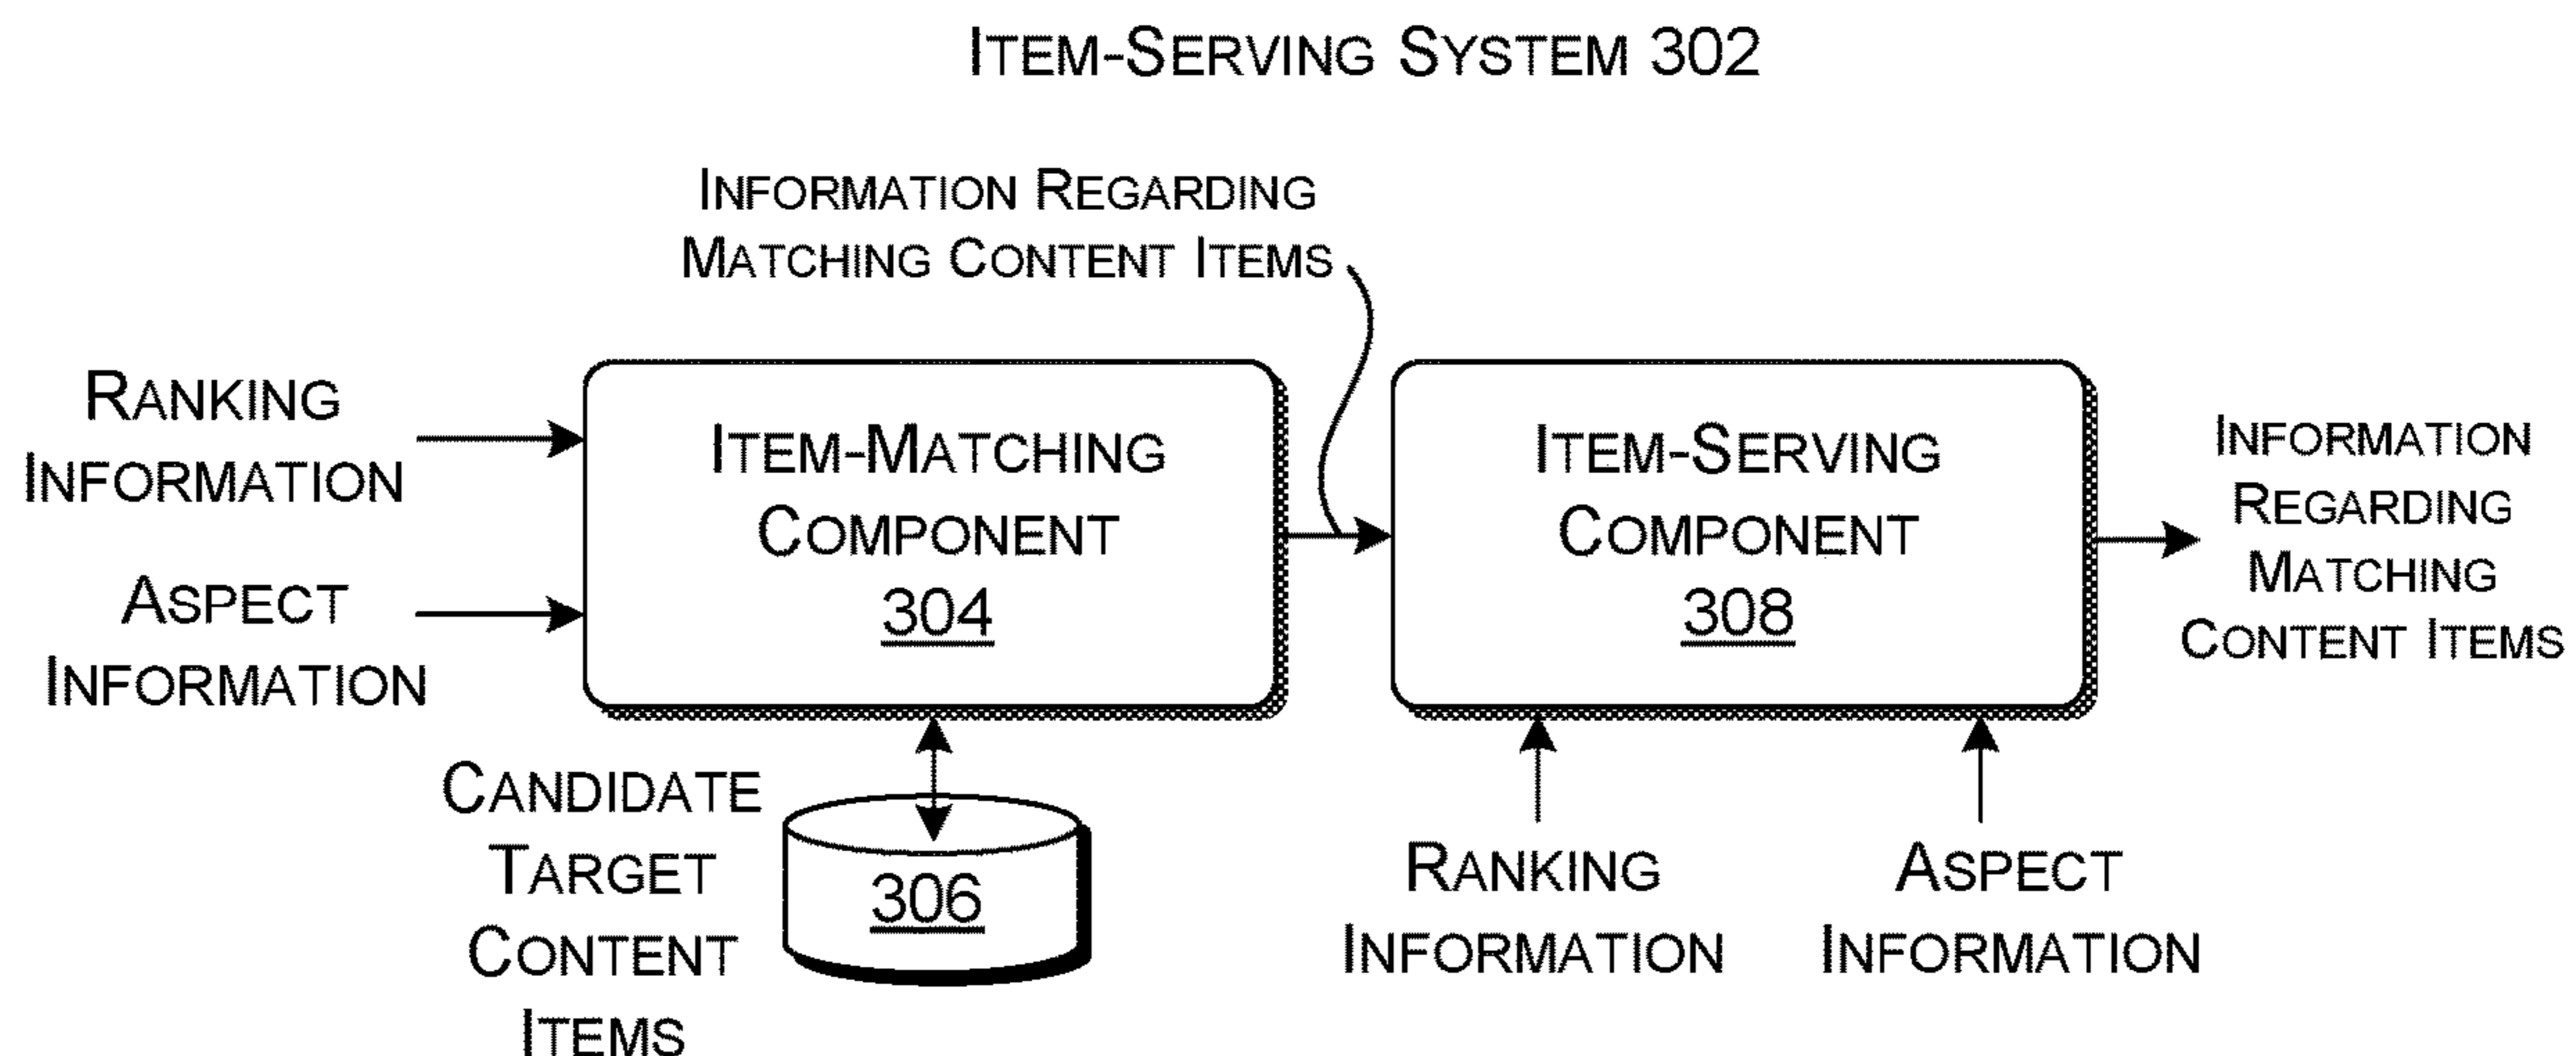 ITEM-SERVING SYSTEM 302
INFORMATION REGARDING
MATCHING CONTENT ITEMS
RANKING
INFORMATION
ASPECT
INFORMATION
ITEM-MATCHING
COMPONENT
304
ITEM-SERVING
COMPONENT
308
INFORMATION
REGARDING
MATCHING
CONTENT ITEMS
CANDIDATE
TARGET
CONTENT
ITEMS
306
RANKING
INFORMATION
ASPECT
INFORMATION